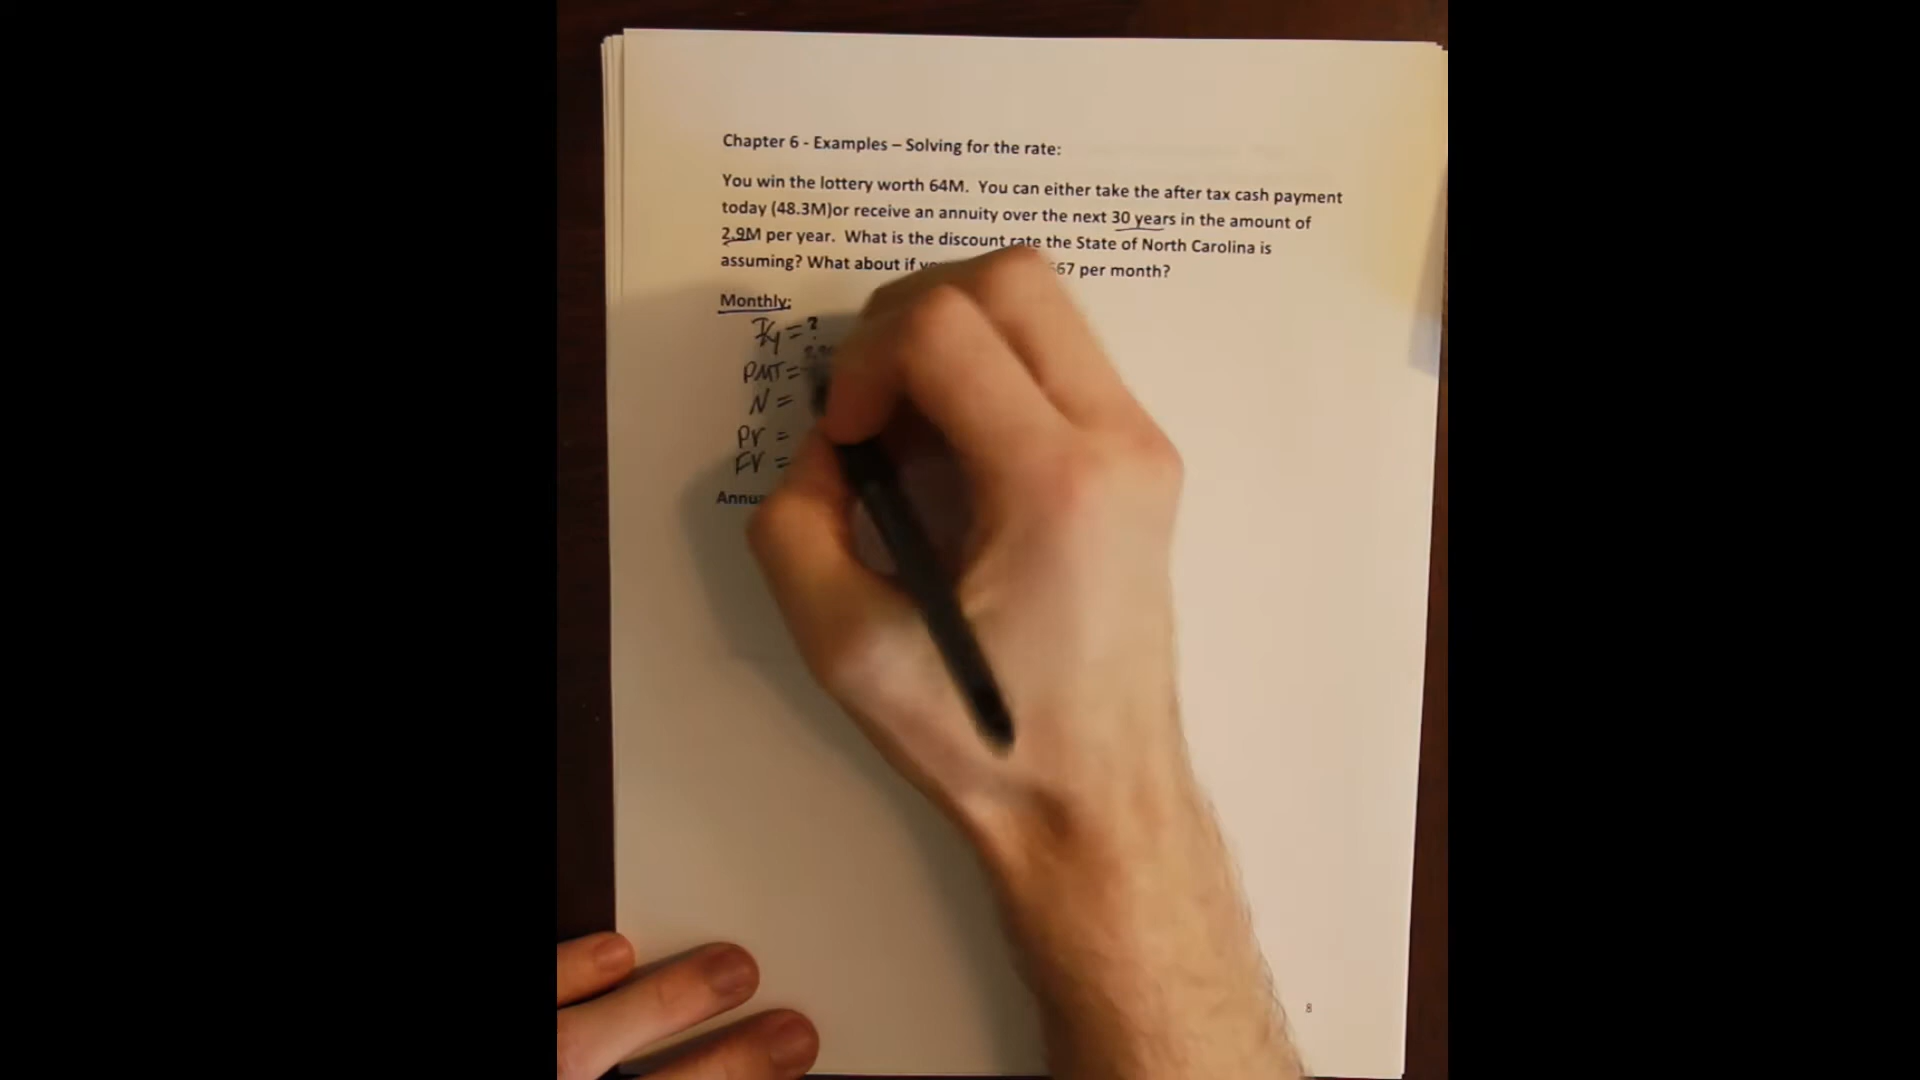 Chapter 6 - Examples – Solving for the rate:
You win the lottery worth 64M. You can either take the after tax cash payment
today (48.3M)or receive an annuity over the next 30 years in the amount of
2.9M per year. What is the discount rate the State of North Carolina is
assuming? What about if 67 per month?
Monthly:
I/Y = ?
PMT =
N =
PV =
FV =
8